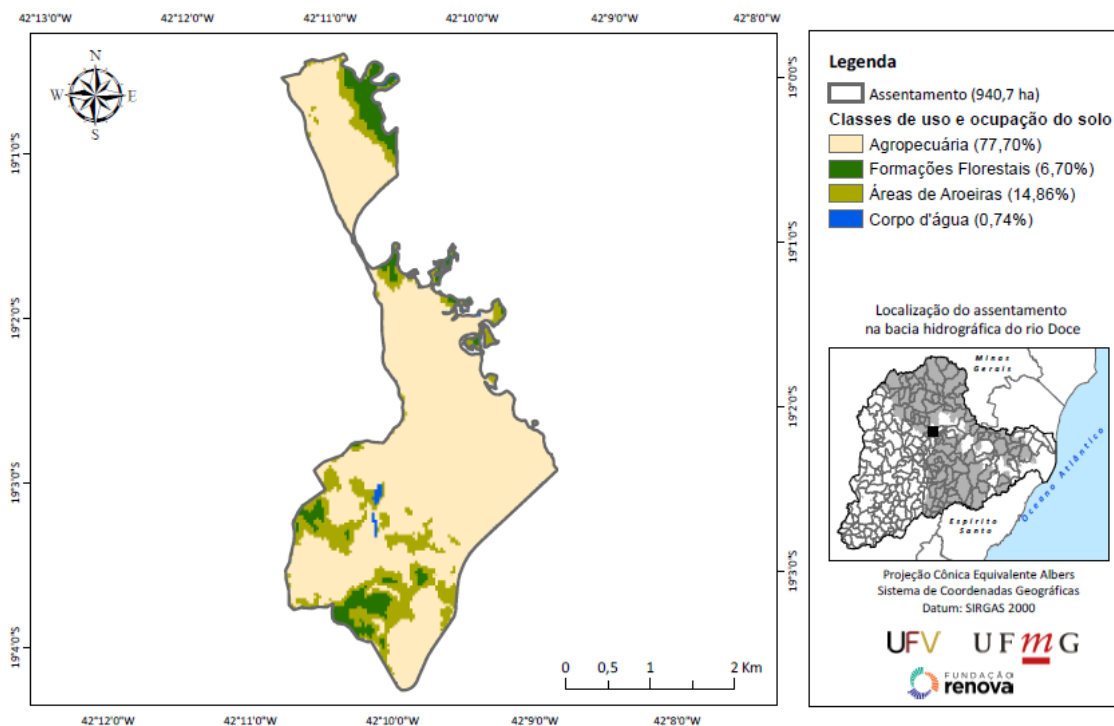 42°13'0"W 42°12'0"W 42°11'0"W 42°10'0"W 42°9'0"W 42°8'0"W
N
W E
S
19°0'0"S
19°1'0"S
19°1'0"S
19°2'0"S
19°2'0"S
19°3'0"S
19°3'0"S
19°4'0"S
0 0,5 1 2 Km
42°12'0"W 42°11'0"W 42°10'0"W 42°9'0"W 42°8'0"W
Legenda
Assentamento (940,7 ha)
Classes de uso e ocupação do solo
Agropecuária (77,70%)
Formações Florestais (6,70%)
Áreas de Aroeiras (14,86%)
Corpo d'água (0,74%)
Localização do assentamento
na bacia hidrográfica do rio Doce
Minas
Gerais
Espírito
Santo
Oceano Atlântico
Projeção Cônica Equivalente Albers
Sistema de Coordenadas Geográficas
Datum: SIRGAS 2000
UFV UFmG
FUNDAÇÃO
renova